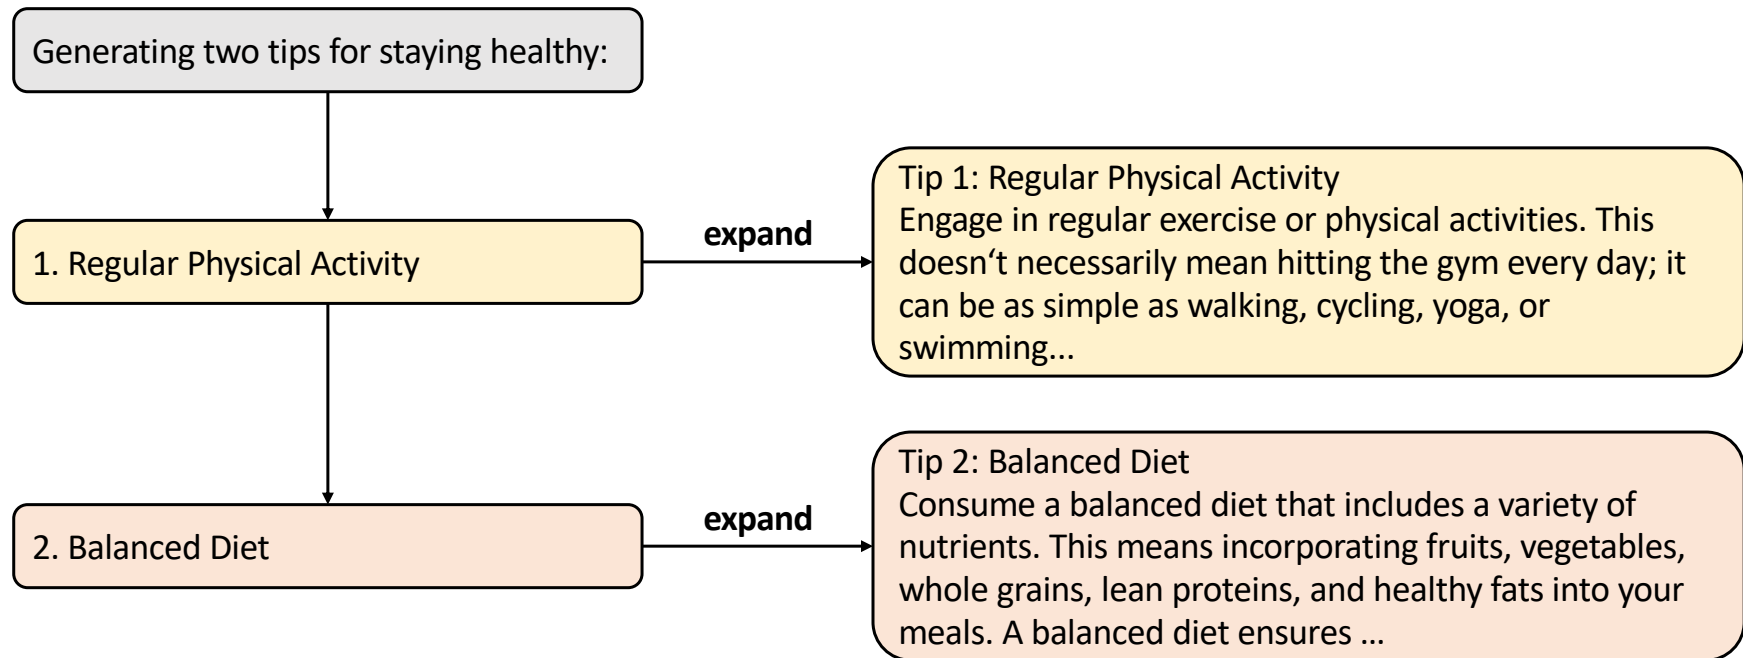 Generating two tips for staying healthy:
1. Regular Physical Activity
expand
Tip 1: Regular Physical Activity
Engage in regular exercise or physical activities. This
doesn‘t necessarily mean hitting the gym every day; it
can be as simple as walking, cycling, yoga, or
swimming...
2. Balanced Diet
expand
Tip 2: Balanced Diet
Consume a balanced diet that includes a variety of
nutrients. This means incorporating fruits, vegetables,
whole grains, lean proteins, and healthy fats into your
meals. A balanced diet ensures ...